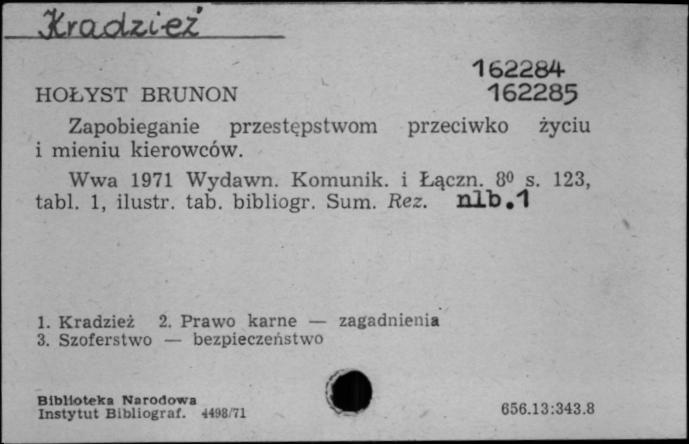 Kradzież
162284
HOŁYST BRUNON 162285
Zapobieganie przestępstwom przeciwko życiu
i mieniu kierowców.
Wwa 1971 Wydawn. Komunik. i Łączn. 8⁰ s. 123,
tabl. 1, ilustr. tab. bibliogr. Sum. Rez. nlb.1
1. Kradzież 2. Prawo karne — zagadnienia
3. Szoferstwo — bezpieczeństwo
Biblioteka Narodowa
Instytut Bibliograf. 4498/71 656.13:343.8